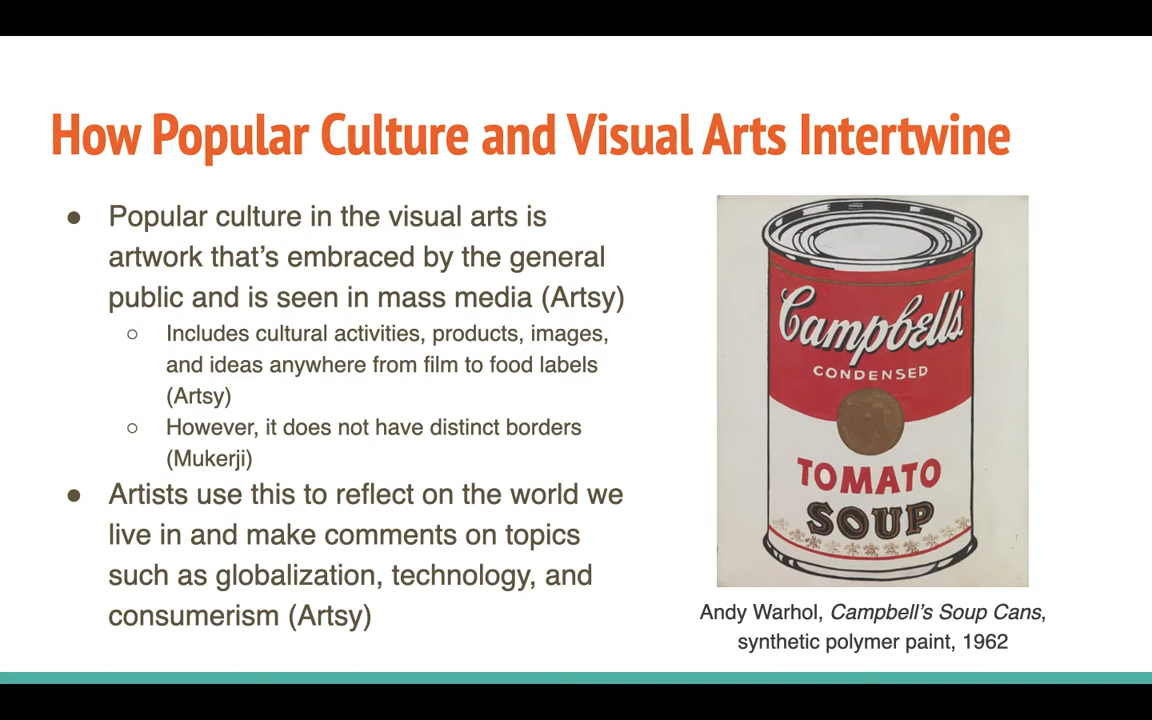 How Popular Culture and Visual Arts Intertwine
● Popular culture in the visual arts is
artwork that's embraced by the general
public and is seen in mass media (Artsy)
○ Includes cultural activities, products, images,
and ideas anywhere from film to food labels
(Artsy)
○ However, it does not have distinct borders
(Mukerji)
● Artists use this to reflect on the world we
live in and make comments on topics
such as globalization, technology, and
consumerism (Artsy)
Campbell's
CONDENSED
TOMATO
SOUP
Andy Warhol, Campbell's Soup Cans,
synthetic polymer paint, 1962